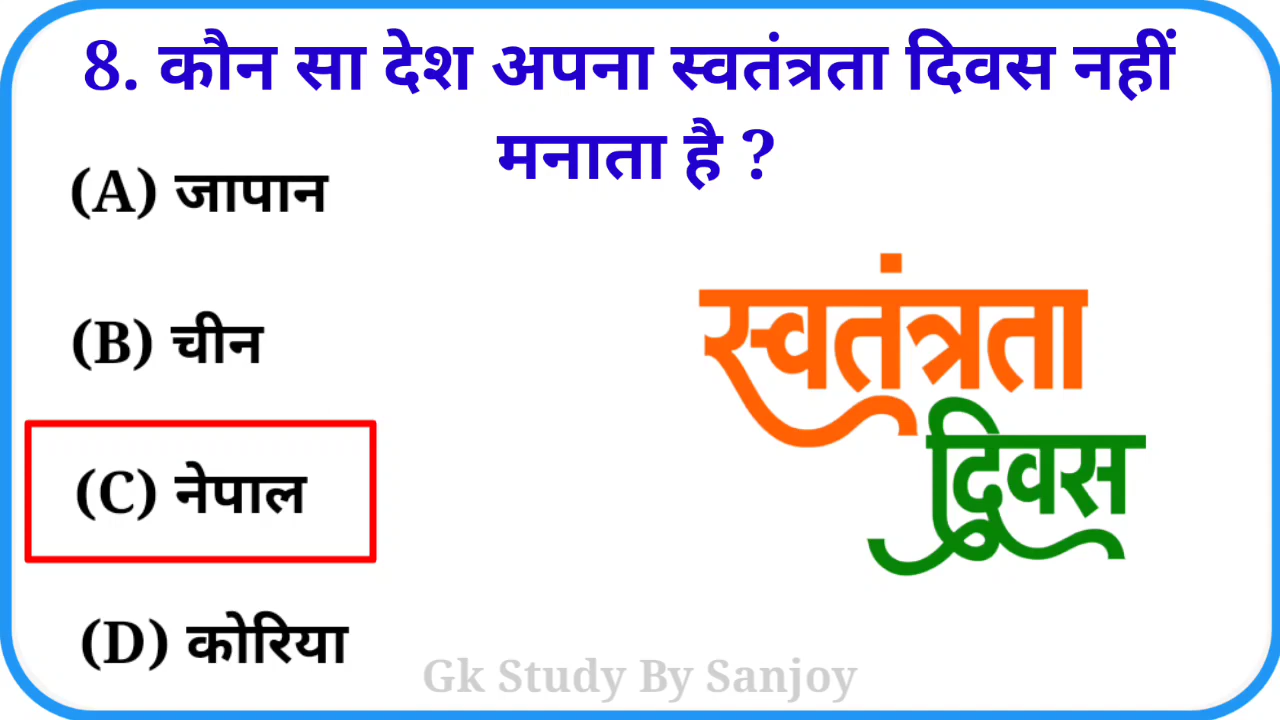 8. कौन सा देश अपना स्वतंत्रता दिवस नहीं
मनाता है ?
(A) जापान
(B) चीन
(C) नेपाल
(D) कोरिया
स्वतंत्रता
दिवस
Gk Study By Sanjoy